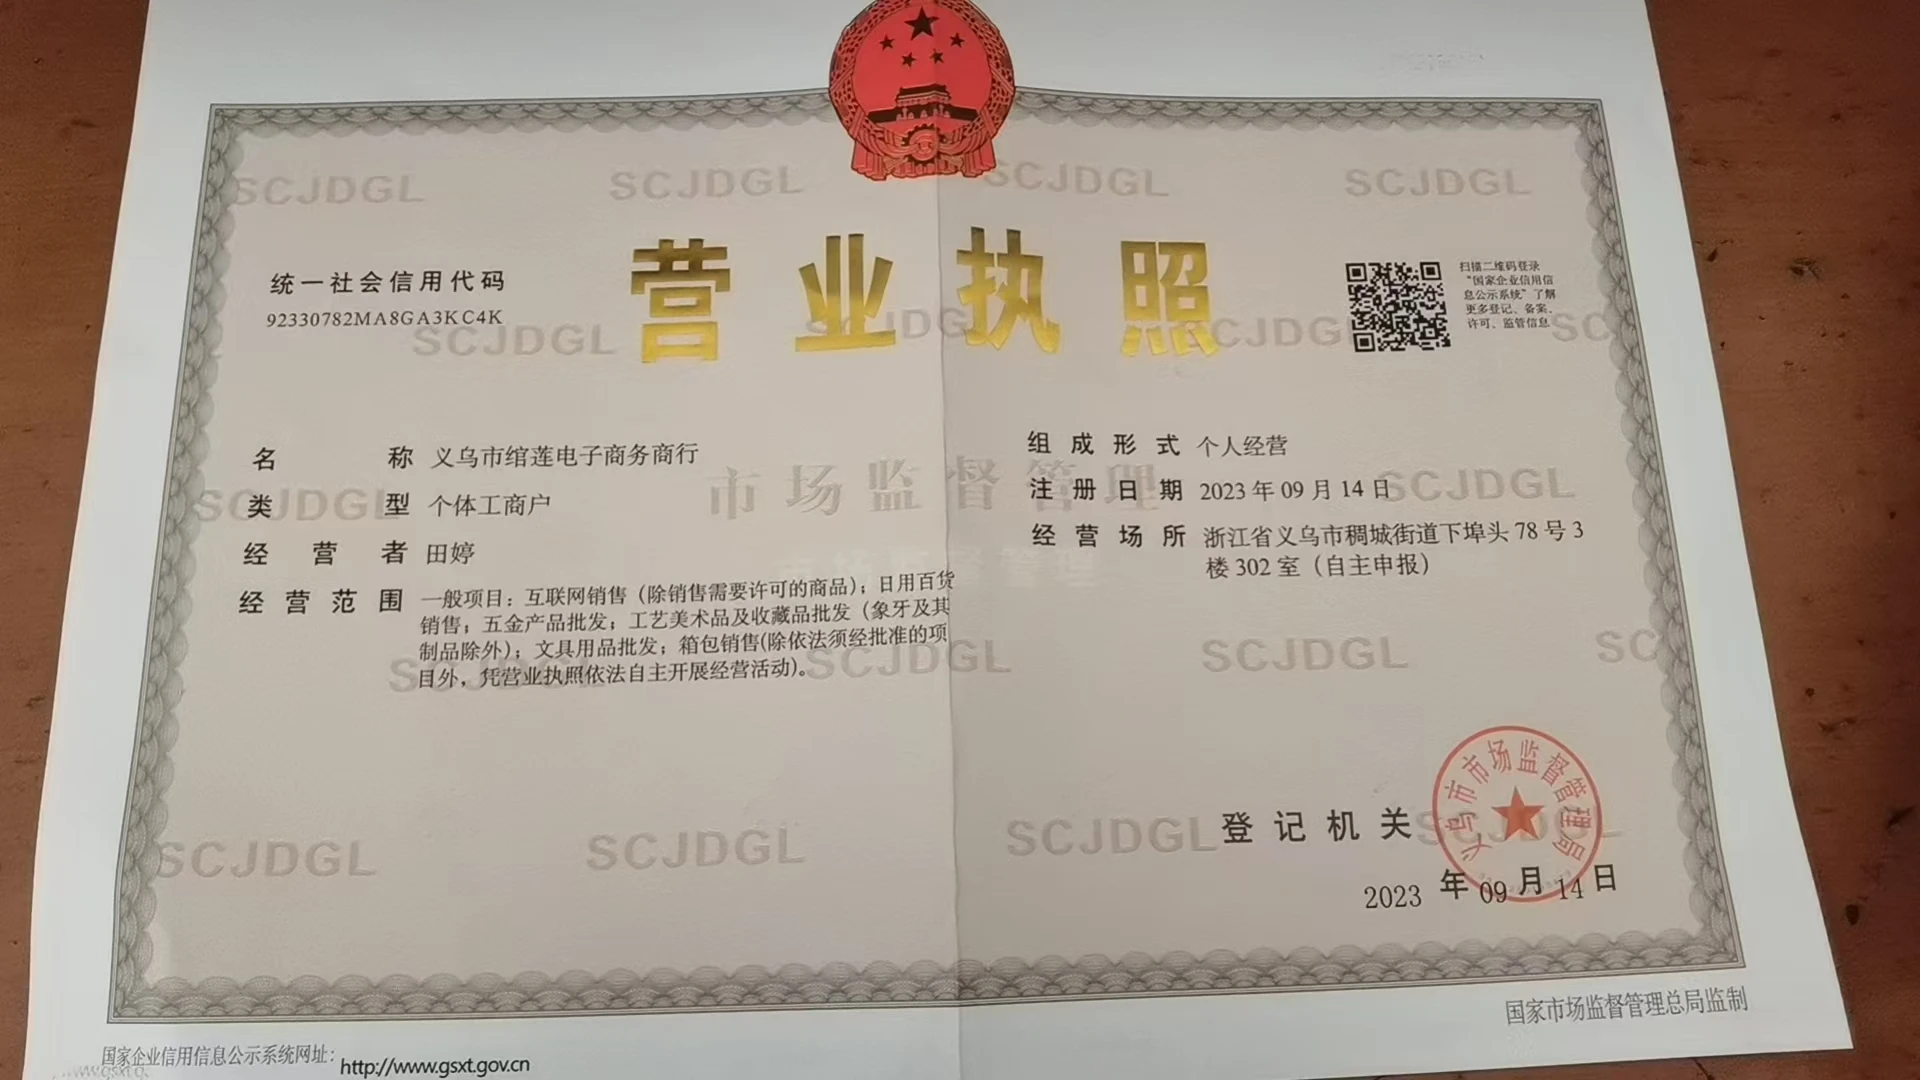 营业执照
统一社会信用代码
92330782MA8GA3KC4K
扫描二维码登录
“国家企业信用信
息公示系统”了解
更多登记、备案、
许可、监管信息
名称 义乌市绾莲电子商务商行
类型 个体工商户
经营者 田婷
经营范围 一般项目：互联网销售（除销售需要许可的商品）；日用百货
销售；五金产品批发；工艺美术品及收藏品批发（象牙及其
制品除外）；文具用品批发；箱包销售(除依法须经批准的项
目外，凭营业执照依法自主开展经营活动)。
组成形式 个人经营
注册日期 2023年09月14日
经营场所 浙江省义乌市稠城街道下埠头78号3
楼302室（自主申报）
SCJDGL
市场监督管理
登记机关
义乌市市场监督管理局
2023年09月14日
国家企业信用信息公示系统网址：http://www.gsxt.gov.cn
国家市场监督管理总局监制